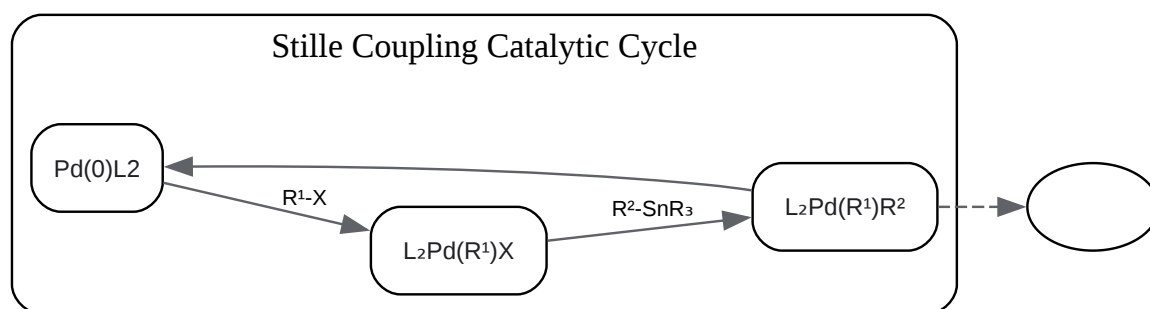 Stille Coupling Catalytic Cycle
Pd(0)L2
R¹-X
L₂Pd(R¹)X
R²-SnR₃
L₂Pd(R¹)R²